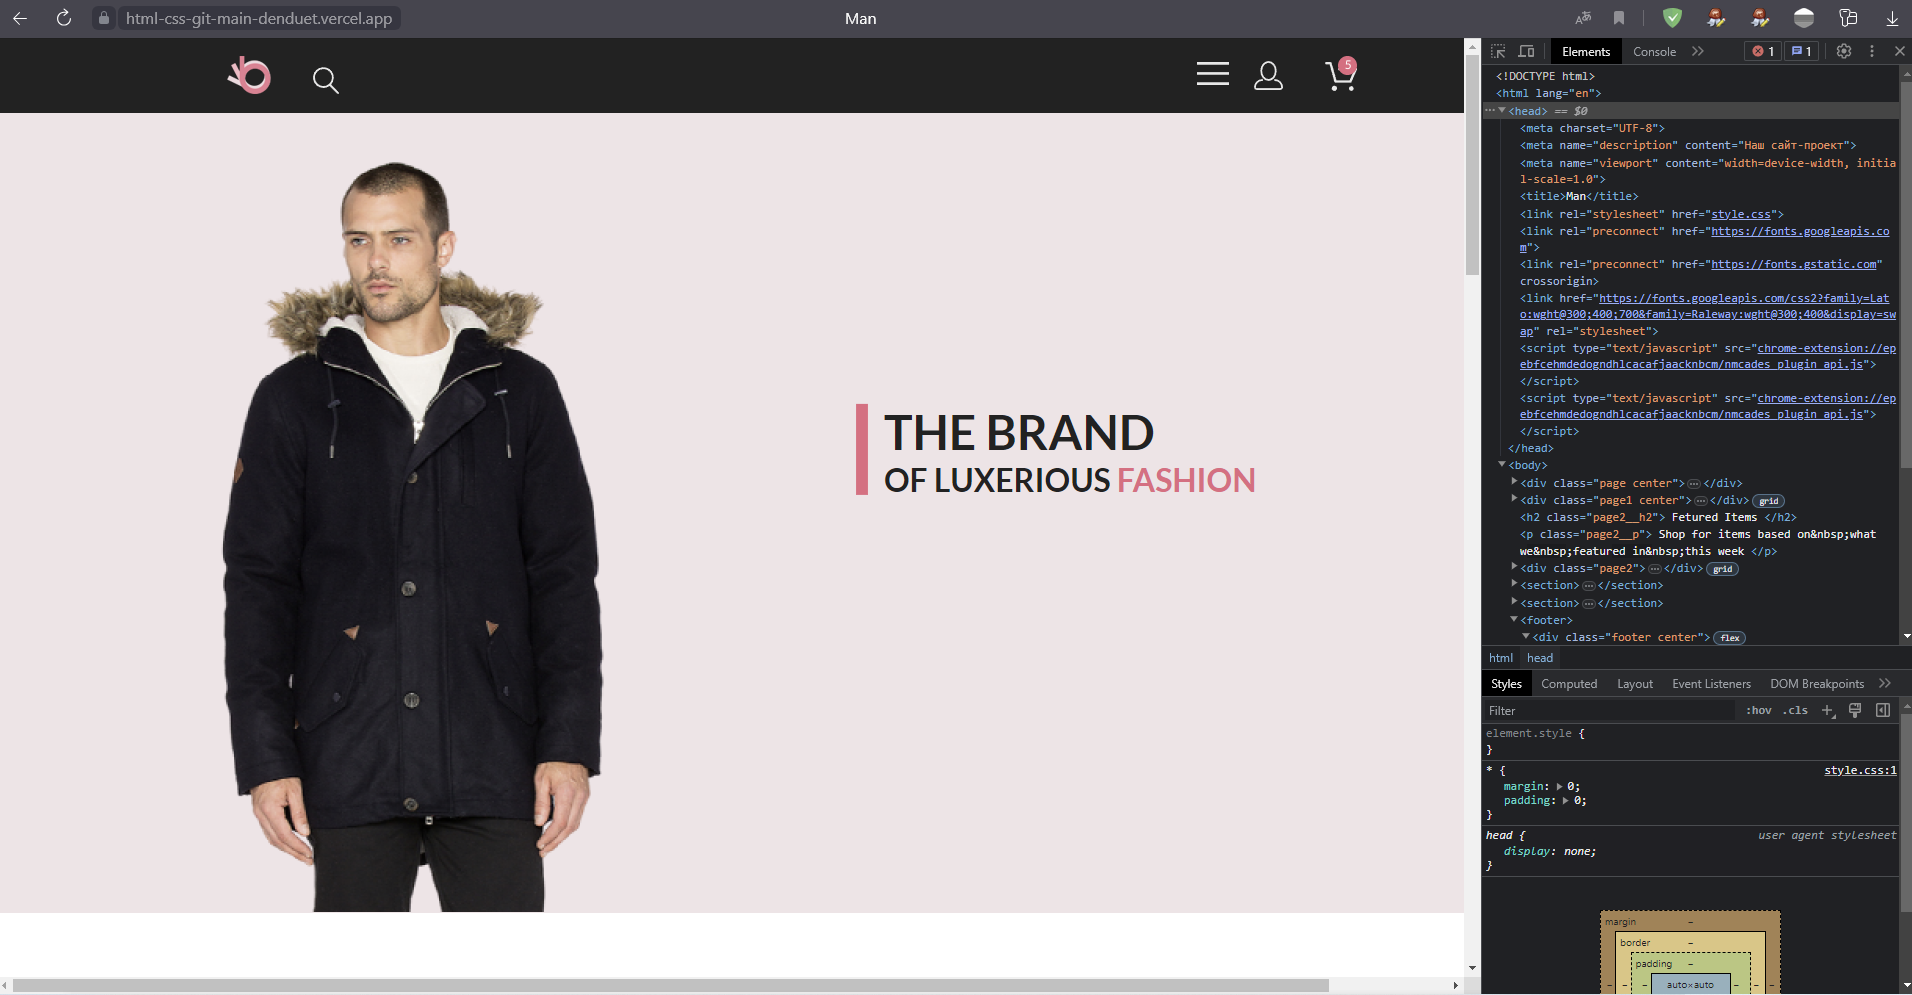 html-css-git-main-denduet.vercel.app
Man
5
THE BRAND
OF LUXERIOUS FASHION
Elements
Console
1
1
<!DOCTYPE html>
<html lang="en">
<head> == $0
<meta charset="UTF-8">
<meta name="description" content="Наш сайт-проект">
<meta name="viewport" content="width=device-width, initia
l-scale=1.0">
<title>Man</title>
<link rel="stylesheet" href="style.css">
<link rel="preconnect" href="https://fonts.googleapis.co
m">
<link rel="preconnect" href="https://fonts.gstatic.com"
crossorigin>
<link href="https://fonts.googleapis.com/css2?family=Lat
o:wght@300;400;700&family=Raleway:wght@300;400&display=sw
ap" rel="stylesheet">
<script type="text/javascript" src="chrome-extension://ep
ebfcehmdedogndhlcacafjaacknbcm/nmcades_plugin_api.js">
</script>
<script type="text/javascript" src="chrome-extension://ep
ebfcehmdedogndhlcacafjaacknbcm/nmcades_plugin_api.js">
</script>
</head>
<body>
<div class="page center">…</div>
<div class="page1 center">…</div> grid
<h2 class="page2__h2"> Fetured Items </h2>
<p class="page2__p"> Shop for items based on&nbsp;what
we&nbsp;featured in&nbsp;this week </p>
<div class="page2">…</div> grid
<section>…</section>
<section>…</section>
<footer>
<div class="footer center"> flex
html head
Styles Computed Layout Event Listeners DOM Breakpoints
Filter :hov .cls
element.style {
}
* { style.css:1
margin: 0;
padding: 0;
}
head { user agent stylesheet
display: none;
}
margin –
border –
padding –
– – – auto×auto – – –